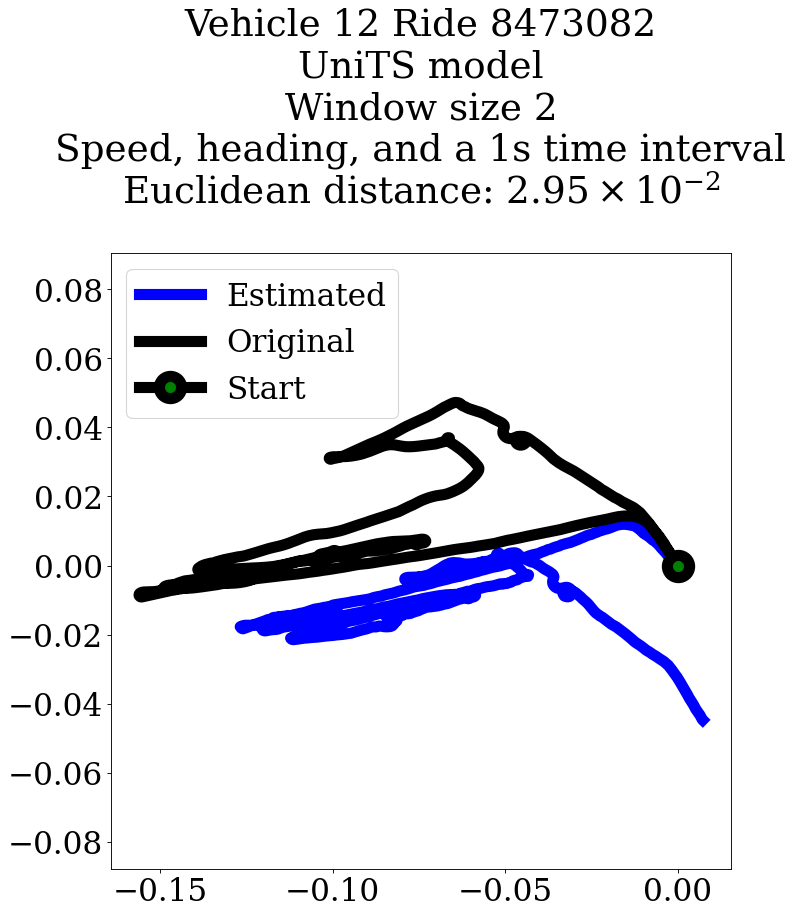 Vehicle 12 Ride 8473082
UniTS model
Window size 2
Speed, heading, and a 1s time interval
Euclidean distance: 2.95 × 10⁻²
Estimated
Original
Start
0.08
0.06
0.04
0.02
0.00
−0.02
−0.04
−0.06
−0.08
−0.15 −0.10 −0.05 0.00